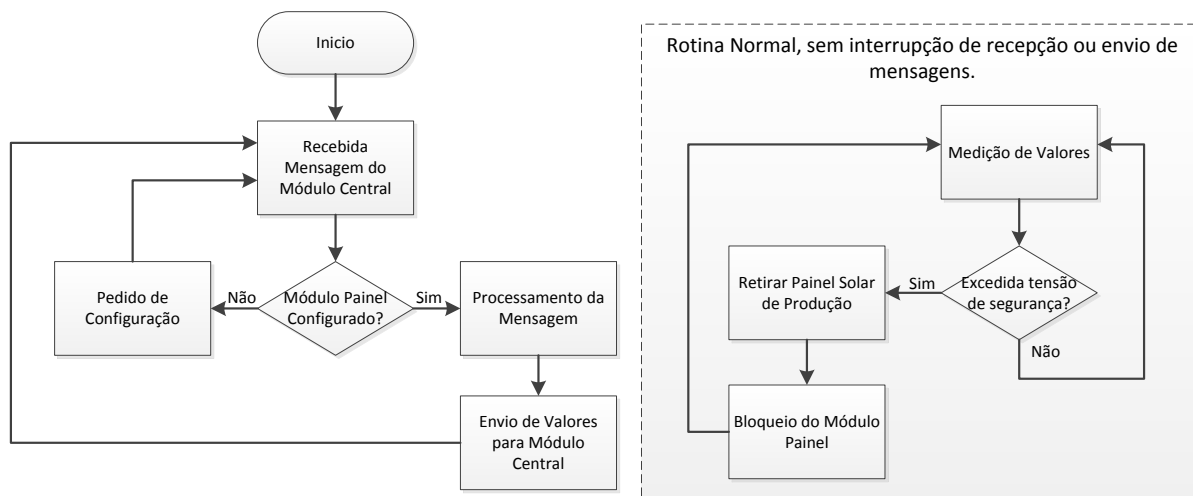 Inicio
Recebida
Mensagem do
Módulo Central
Módulo Painel
Configurado?
Não
Sim
Pedido de
Configuração
Processamento da
Mensagem
Envio de Valores
para Módulo
Central
Rotina Normal, sem interrupção de recepção ou envio de
mensagens.
Medição de Valores
Excedida tensão
de segurança?
Sim
Não
Retirar Painel Solar
de Produção
Bloqueio do Módulo
Painel